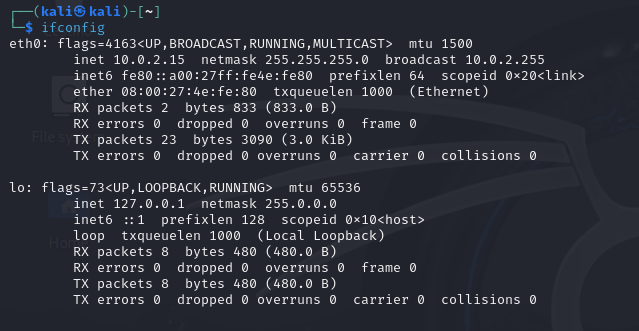 ┌──(kali㉿kali)-[~]
└─$ ifconfig
eth0: flags=4163<UP,BROADCAST,RUNNING,MULTICAST>  mtu 1500
        inet 10.0.2.15  netmask 255.255.255.0  broadcast 10.0.2.255
        inet6 fe80::a00:27ff:fe4e:fe80  prefixlen 64  scopeid 0×20<link>
        ether 08:00:27:4e:fe:80  txqueuelen 1000  (Ethernet)
        RX packets 2  bytes 833 (833.0 B)
        RX errors 0  dropped 0  overruns 0  frame 0
        TX packets 23  bytes 3090 (3.0 KiB)
        TX errors 0  dropped 0 overruns 0  carrier 0  collisions 0

lo: flags=73<UP,LOOPBACK,RUNNING>  mtu 65536
        inet 127.0.0.1  netmask 255.0.0.0
        inet6 ::1  prefixlen 128  scopeid 0×10<host>
        loop  txqueuelen 1000  (Local Loopback)
        RX packets 8  bytes 480 (480.0 B)
        RX errors 0  dropped 0  overruns 0  frame 0
        TX packets 8  bytes 480 (480.0 B)
        TX errors 0  dropped 0 overruns 0  carrier 0  collisions 0